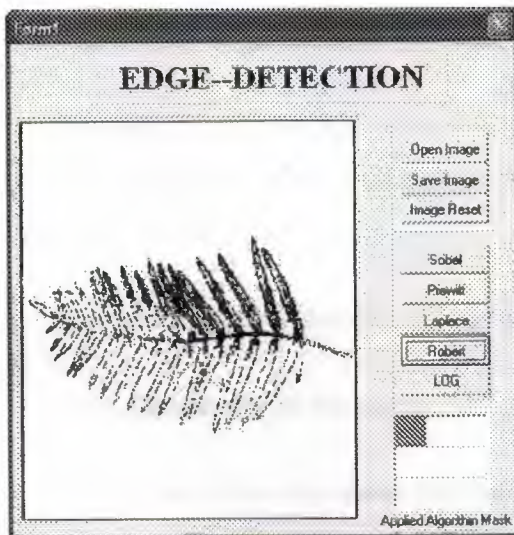 Form1
EDGE--DETECTION
Open Image
Save Image
Image Reset
Sobel
Prewitt
Laplace
Robert
LOG
Applied Algorithm Mask